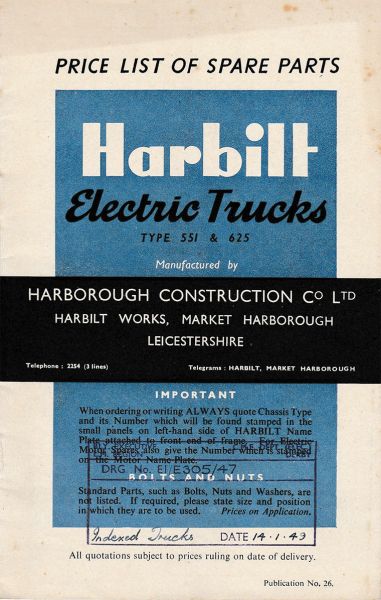 PRICE LIST OF SPARE PARTS
Harbilt
Electric Trucks
TYPE 551 & 625
Manufactured by
HARBOROUGH CONSTRUCTION Co LTD
HARBILT WORKS, MARKET HARBOROUGH
LEICESTERSHIRE
Telephone : 2254 (3 lines)
Telegrams : HARBILT, MARKET HARBOROUGH
IMPORTANT
When ordering or writing ALWAYS quote Chassis Type
and its Number which will be found stamped in the
small panels on left-hand side of HARBILT Name
Plate attached to front end of frame. For Electric
Motor Spares also give the Number which is stamped
on the Motor Name Plate.
EXECUTIVE
DEPT.
DERBY
DRG No. EI/E305/47
BOLTS AND NUTS
Standard Parts, such as Bolts, Nuts and Washers, are
not listed. If required, please state size and position
in which they are to be used. Prices on Application.
Indexed Trucks DATE 14.1.49
All quotations subject to prices ruling on date of delivery.
Publication No. 26.